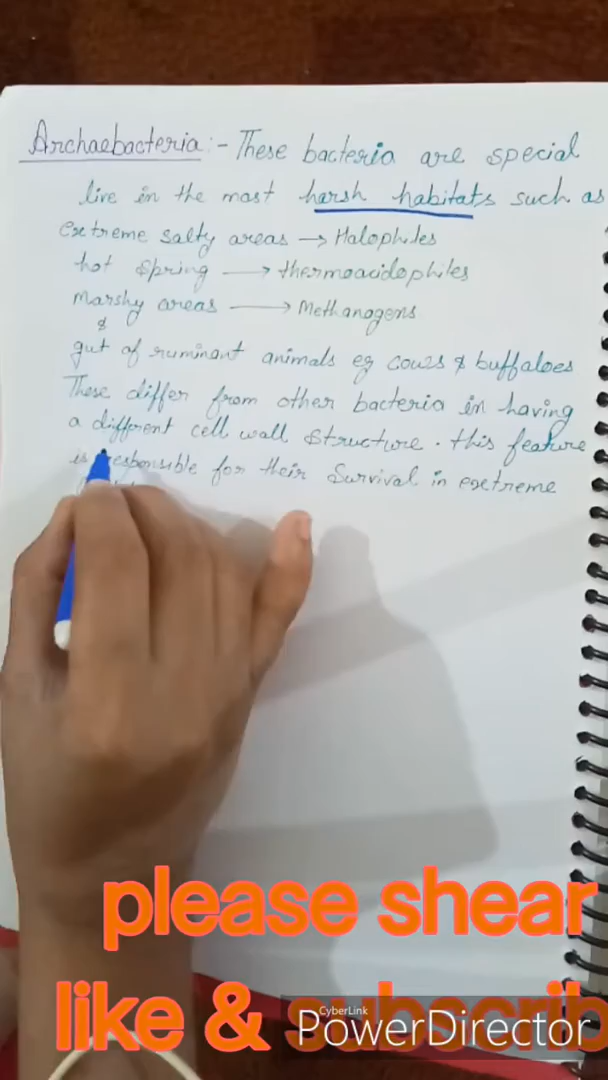 Archaebacteria :- These bacteria are special
live in the most harsh habitats such as
extreme salty areas → Halophiles
hot spring → thermoacidophiles
Marshy areas → Methanogens
&
gut of ruminant animals eg cows & buffaloes
These differ from other bacteria in having
a different cell wall structure. this feature
is responsible for their Survival in extreme
please shear
like & subscrib
CyberLink
PowerDirector